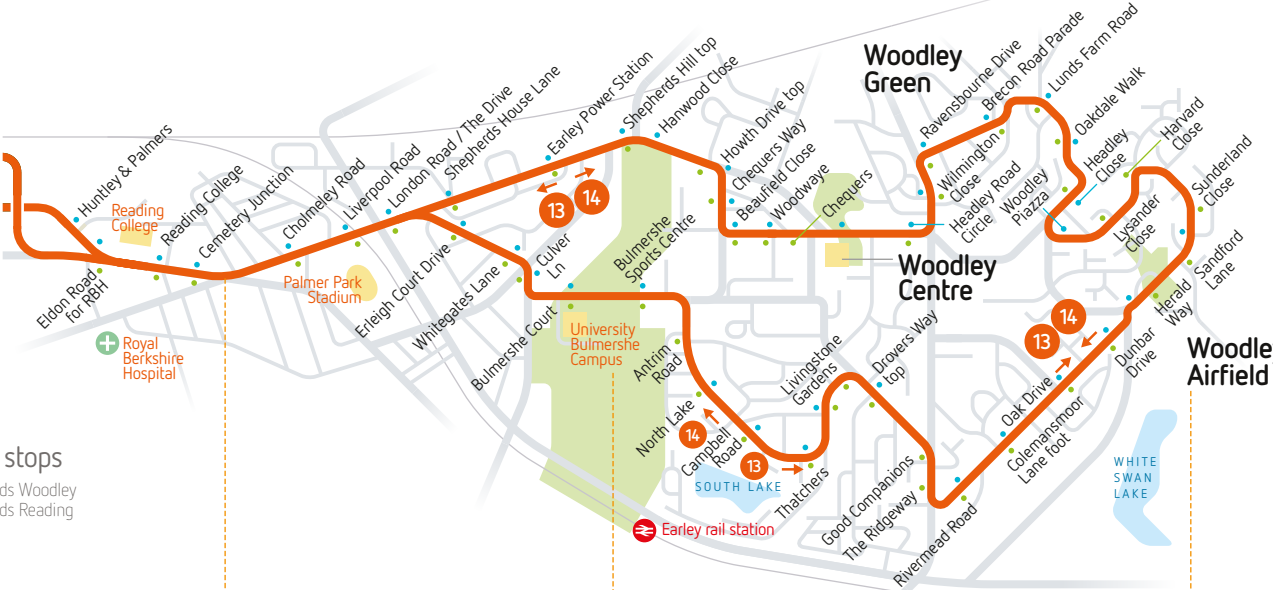 Huntley & Palmers
Reading
College
Reading College
Cemetery Junction
Eldon Road
for RBH
Royal
Berkshire
Hospital
Cholmeley Road
Liverpool Road
London Road / The Drive
Shepherds House Lane
Palmer Park
Stadium
Erleigh Court Drive
Whitegates Lane
Earley Power Station
Shepherds Hill top
Hanwood Close
13
14
Culver
Ln
Bulmershe Court
Bulmershe
Sports Centre
University
Bulmershe
Campus
Howth Drive top
Chequers Way
Beaufield Close
Woodwaye
Chequers
Woodley
Green
Woodley
Centre
Ravensbourne Drive
Brecon Road Parade
Lunds Farm Road
Wilmington
Close
Headley Road
Circle
Woodley
Piazza
Oakdale Walk
Headley
Close
Harvard
Close
Lysander
Close
Sunderland
Close
Sandford
Lane
Herald
Way
Dunbar
Drive
Woodle
Airfield
14
13
Oak Drive
Colemansmoor
Lane foot
WHITE
SWAN
LAKE
Antrim
Road
North Lake
Campbell
Road
14
13
SOUTH LAKE
Thatchers
Livingstone
Gardens
Drovers Way
top
Good Companions
The Ridgeway
Rivermead Road
Earley rail station
stops
ds Woodley
ds Reading